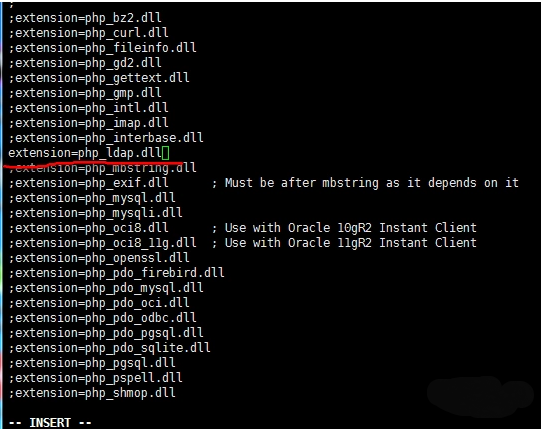 ;
;extension=php_bz2.dll
;extension=php_curl.dll
;extension=php_fileinfo.dll
;extension=php_gd2.dll
;extension=php_gettext.dll
;extension=php_gmp.dll
;extension=php_intl.dll
;extension=php_imap.dll
;extension=php_interbase.dll
extension=php_ldap.dll
;extension=php_mbstring.dll
;extension=php_exif.dll      ; Must be after mbstring as it depends on it
;extension=php_mysql.dll
;extension=php_mysqli.dll
;extension=php_oci8.dll      ; Use with Oracle 10gR2 Instant Client
;extension=php_oci8_11g.dll  ; Use with Oracle 11gR2 Instant Client
;extension=php_openssl.dll
;extension=php_pdo_firebird.dll
;extension=php_pdo_mysql.dll
;extension=php_pdo_oci.dll
;extension=php_pdo_odbc.dll
;extension=php_pdo_pgsql.dll
;extension=php_pdo_sqlite.dll
;extension=php_pgsql.dll
;extension=php_pspell.dll
;extension=php_shmop.dll
-- INSERT --